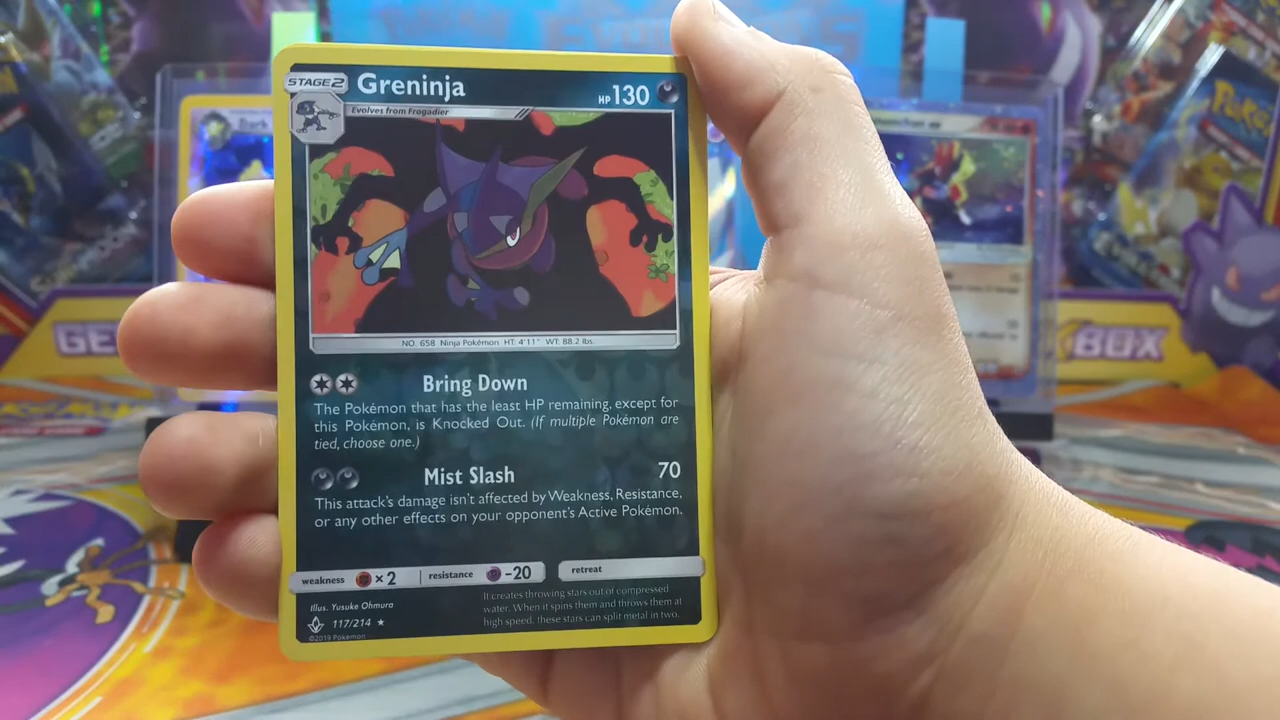 STAGE2
Greninja
HP 130
Evolves from Frogadier
NO. 658 Ninja Pokémon HT: 4'11" WT: 88.2 lbs.
Bring Down
The Pokémon that has the least HP remaining, except for
this Pokémon, is Knocked Out. (If multiple Pokémon are
tied, choose one.)
Mist Slash 70
This attack's damage isn't affected by Weakness, Resistance,
or any other effects on your opponent's Active Pokémon.
weakness ×2 resistance -20 retreat
Illus. Yusuke Ohmura
117/214 ★
©2019 Pokémon
It creates throwing stars out of compressed
water. When it spins them and throws them at
high speed, these stars can split metal in two.
Dark
GE
BOX